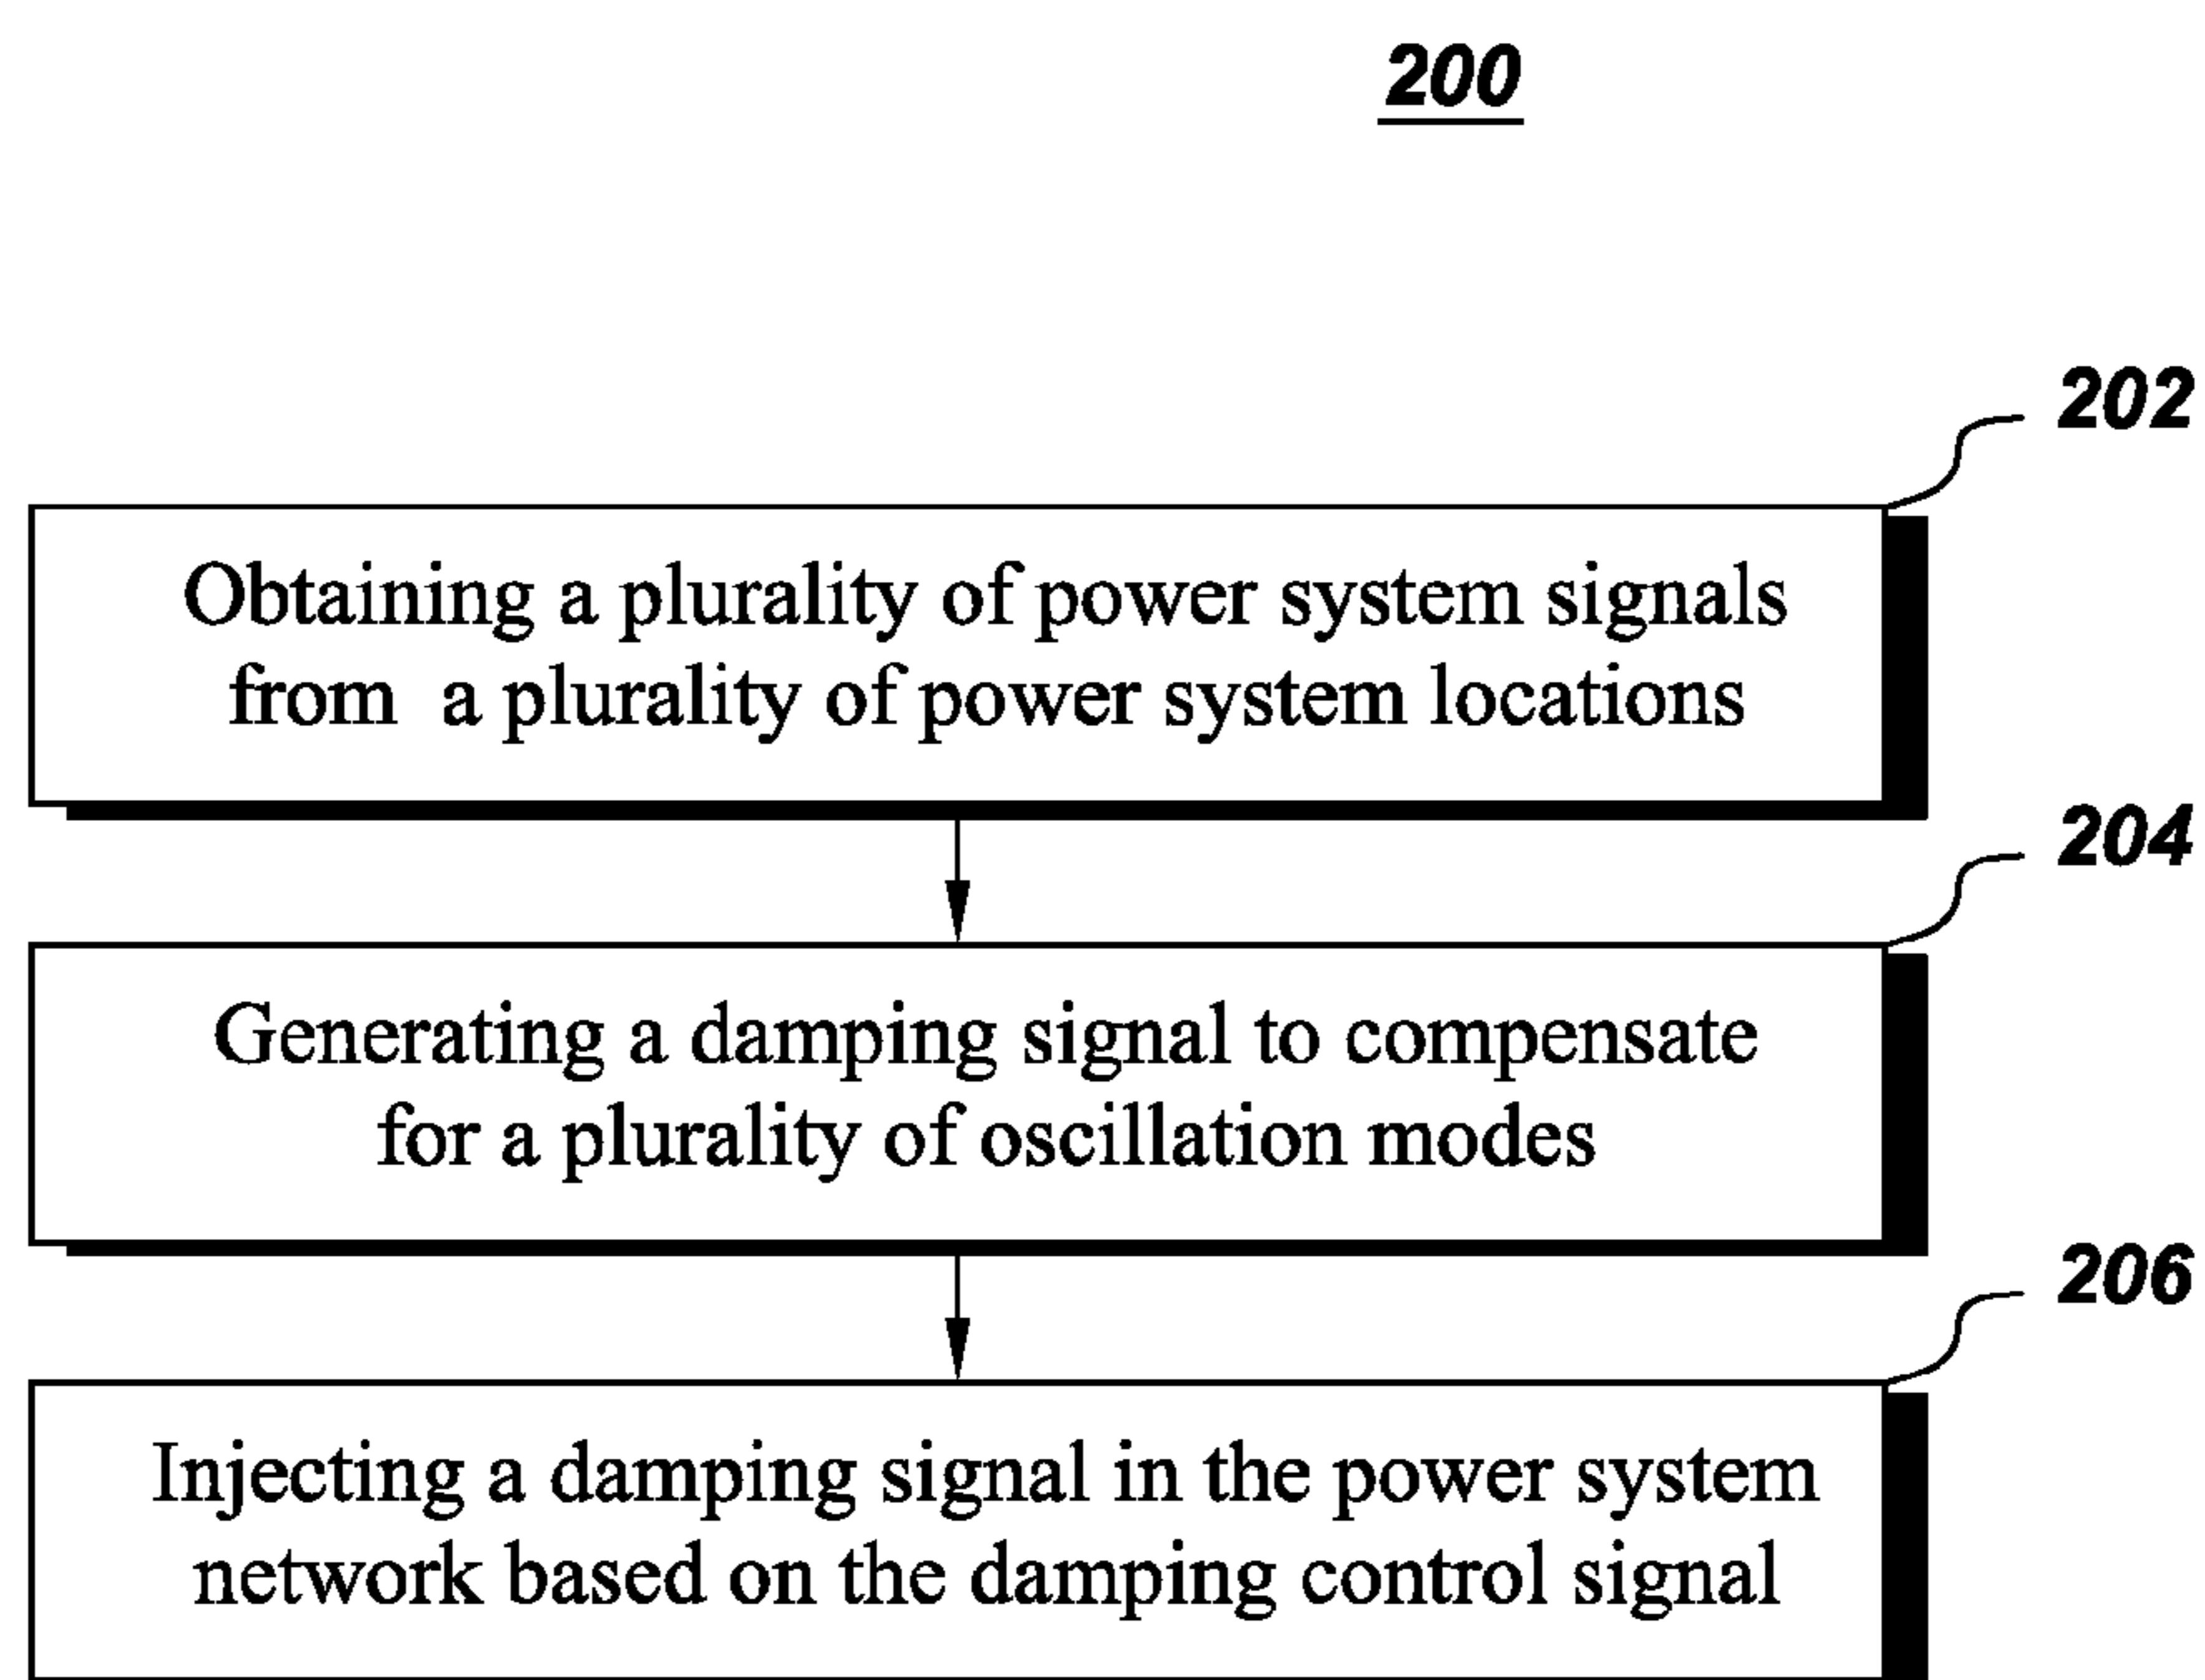 200
202
Obtaining a plurality of power system signals
from a plurality of power system locations
204
Generating a damping signal to compensate
for a plurality of oscillation modes
206
Injecting a damping signal in the power system
network based on the damping control signal